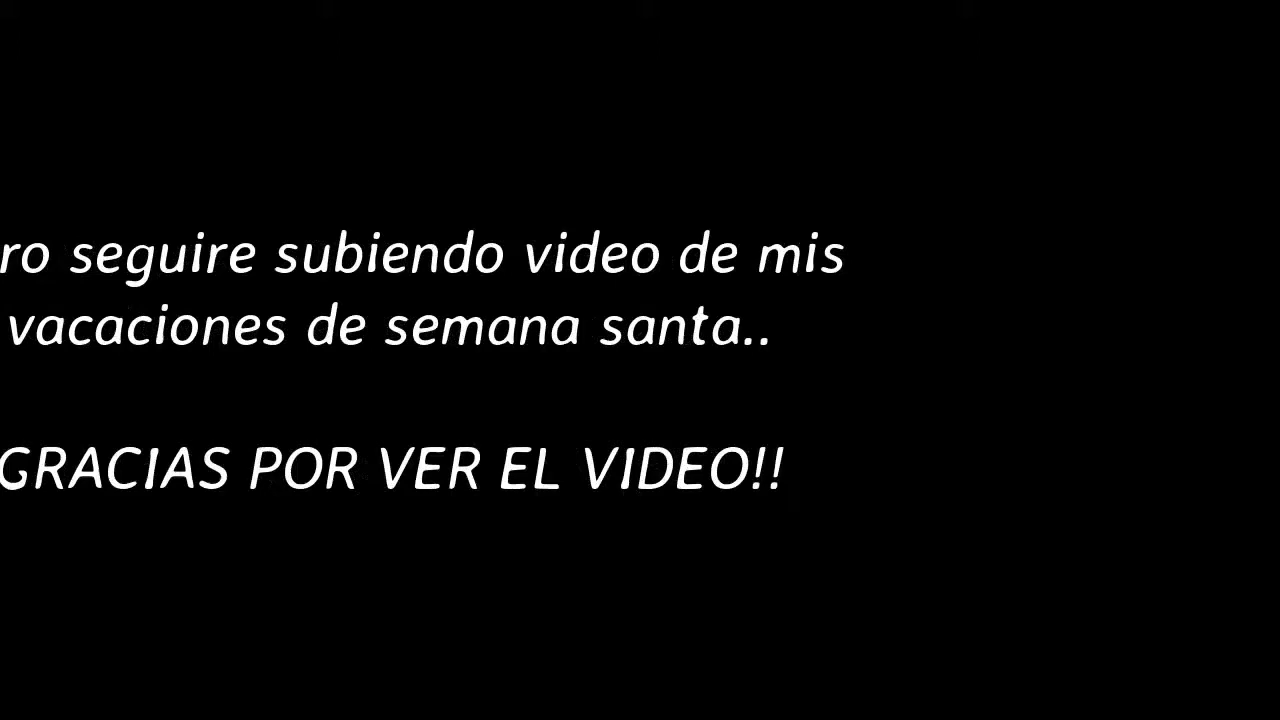 ro seguire subiendo video de mis
vacaciones de semana santa..
GRACIAS POR VER EL VIDEO!!